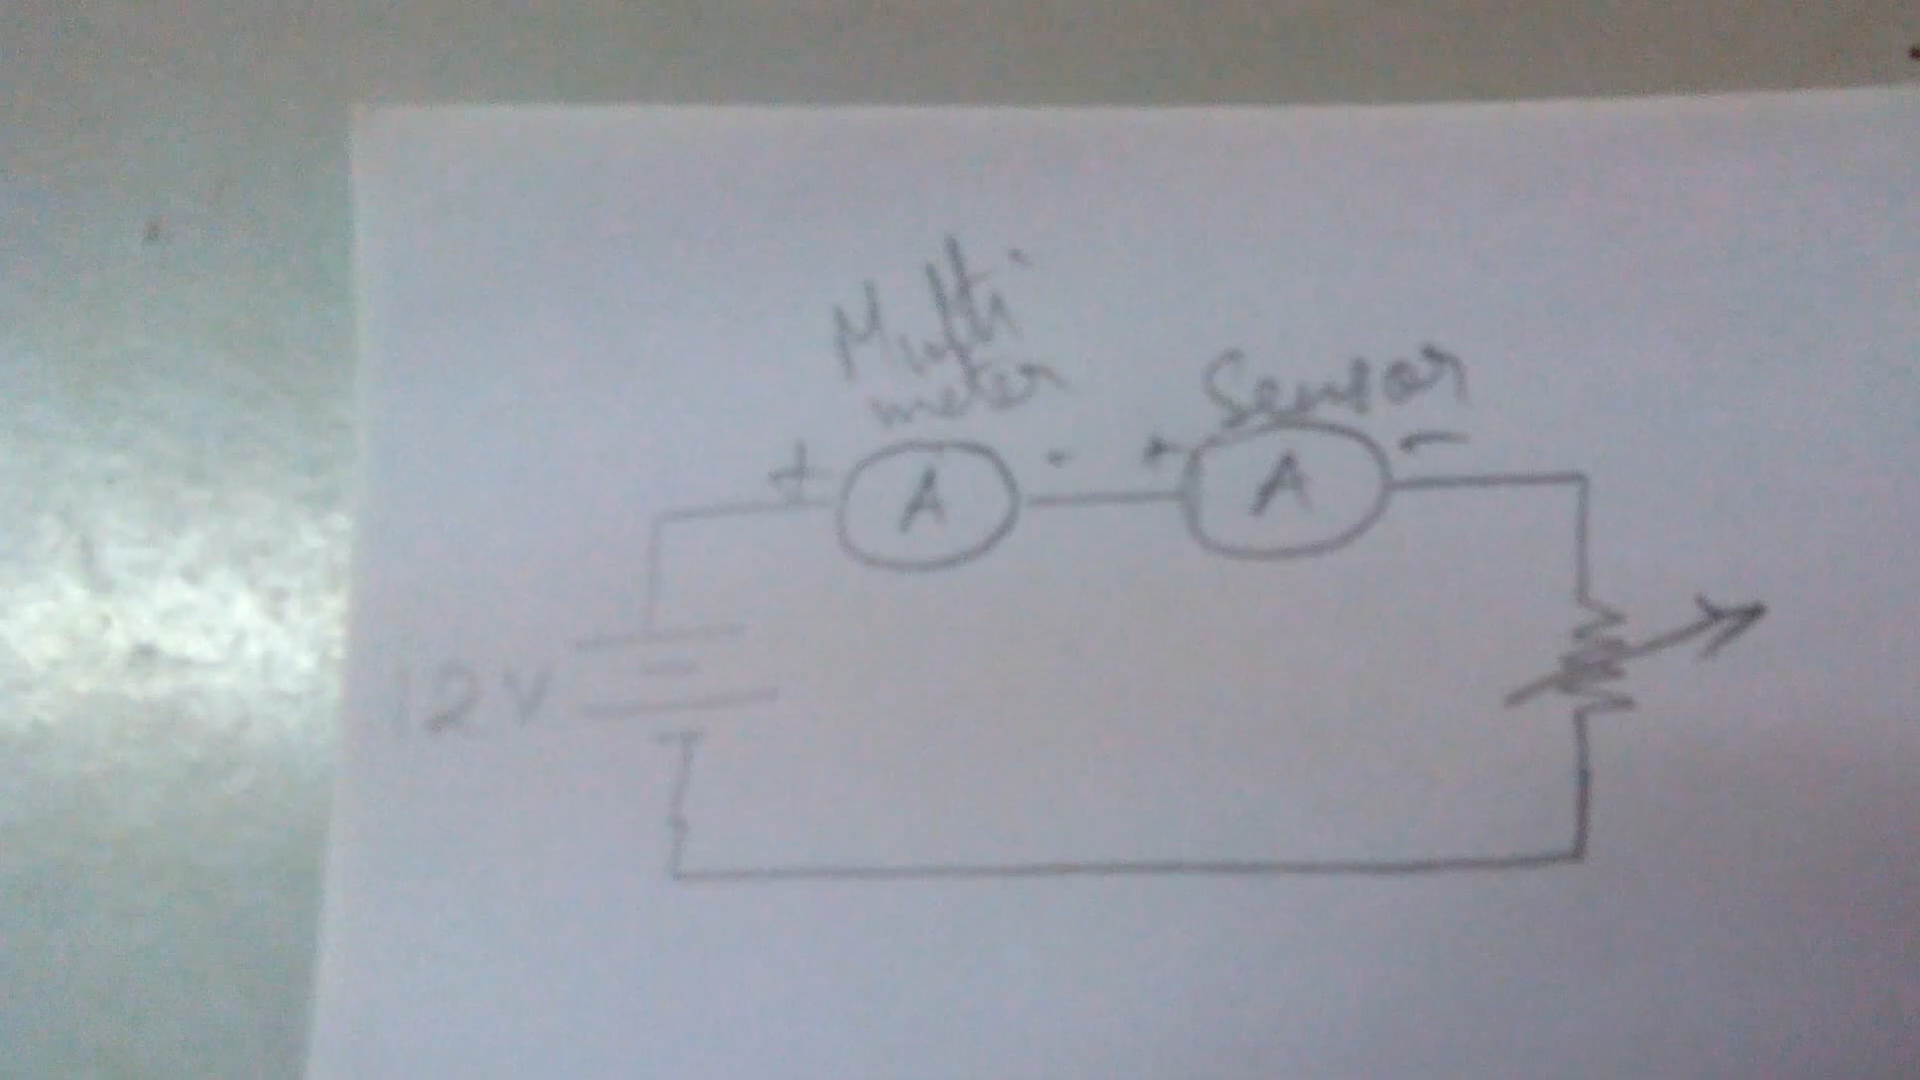 Multi
meter
Sensor
+ A - + A -
12V